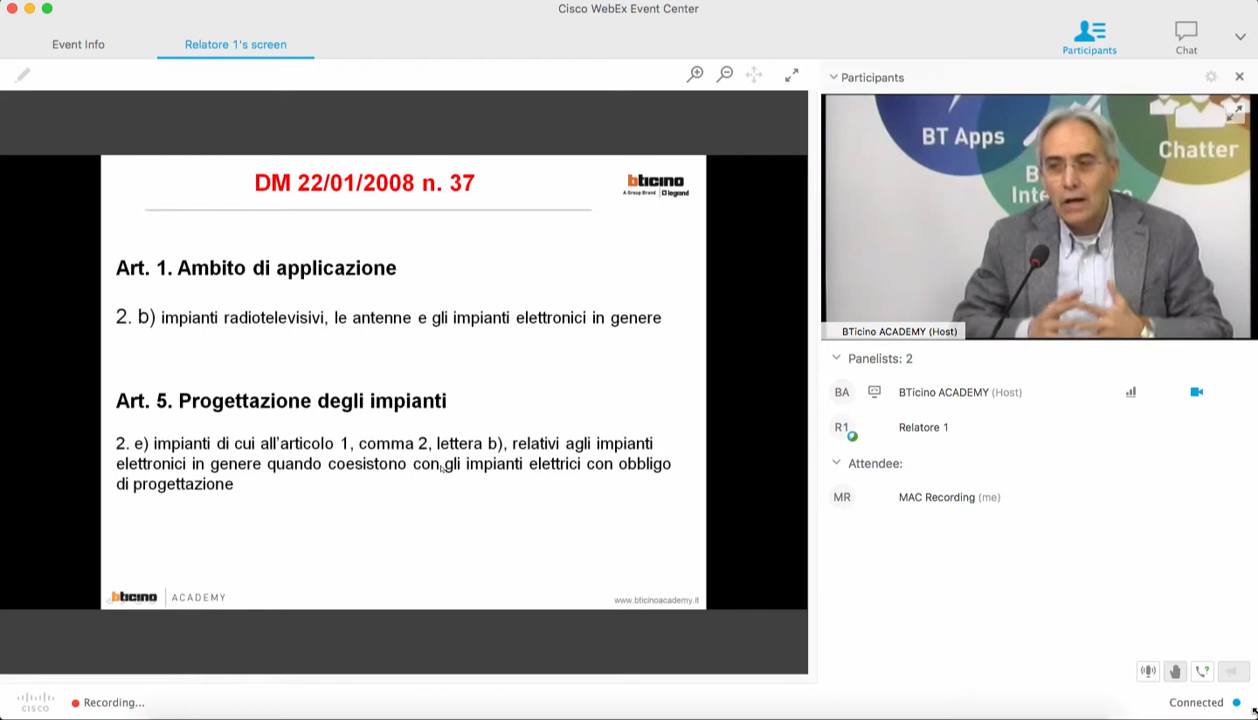 Cisco WebEx Event Center
Event Info
Relatore 1's screen
Participants
Chat
Participants
DM 22/01/2008 n. 37
bticino
A Group Brand legrand
Art. 1. Ambito di applicazione
2. b) impianti radiotelevisivi, le antenne e gli impianti elettronici in genere
Art. 5. Progettazione degli impianti
2. e) impianti di cui all'articolo 1, comma 2, lettera b), relativi agli impianti
elettronici in genere quando coesistono con gli impianti elettrici con obbligo
di progettazione
bticino ACADEMY
www.bticinoacademy.it
BT Apps
Chatter
BTicino ACADEMY (Host)
Panelists: 2
BA BTicino ACADEMY (Host)
R1 Relatore 1
Attendee:
MR MAC Recording (me)
CISCO
Recording...
Connected